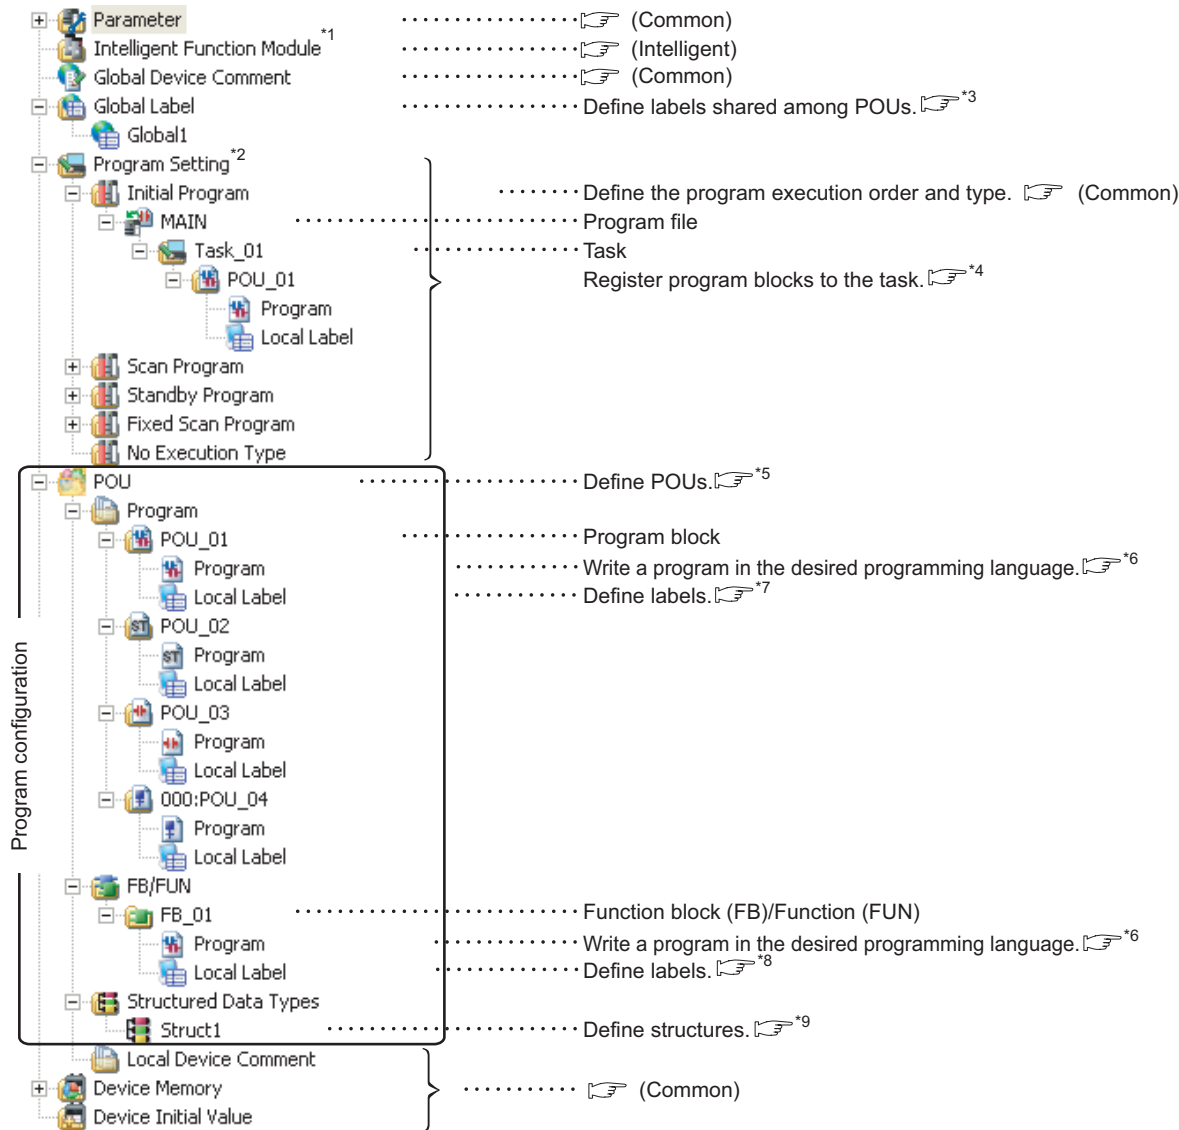 Parameter (Common)
Intelligent Function Module*1 (Intelligent)
Global Device Comment (Common)
Global Label Define labels shared among POUs. *3
Global1
Program Setting*2
Initial Program Define the program execution order and type. (Common)
MAIN Program file
Task_01 Task
POU_01 Register program blocks to the task. *4
Program
Local Label
Scan Program
Standby Program
Fixed Scan Program
No Execution Type
POU Define POUs. *5
Program
POU_01 Program block
Program Write a program in the desired programming language. *6
Local Label Define labels. *7
POU_02
ST
Program
ST
Local Label
POU_03
Program
Local Label
000:POU_04
Program
Local Label
Program configuration
FB/FUN
FB_01 Function block (FB)/Function (FUN)
Program Write a program in the desired programming language. *6
Local Label Define labels. *8
Structured Data Types
Struct1 Define structures. *9
Local Device Comment
Device Memory (Common)
Device Initial Value